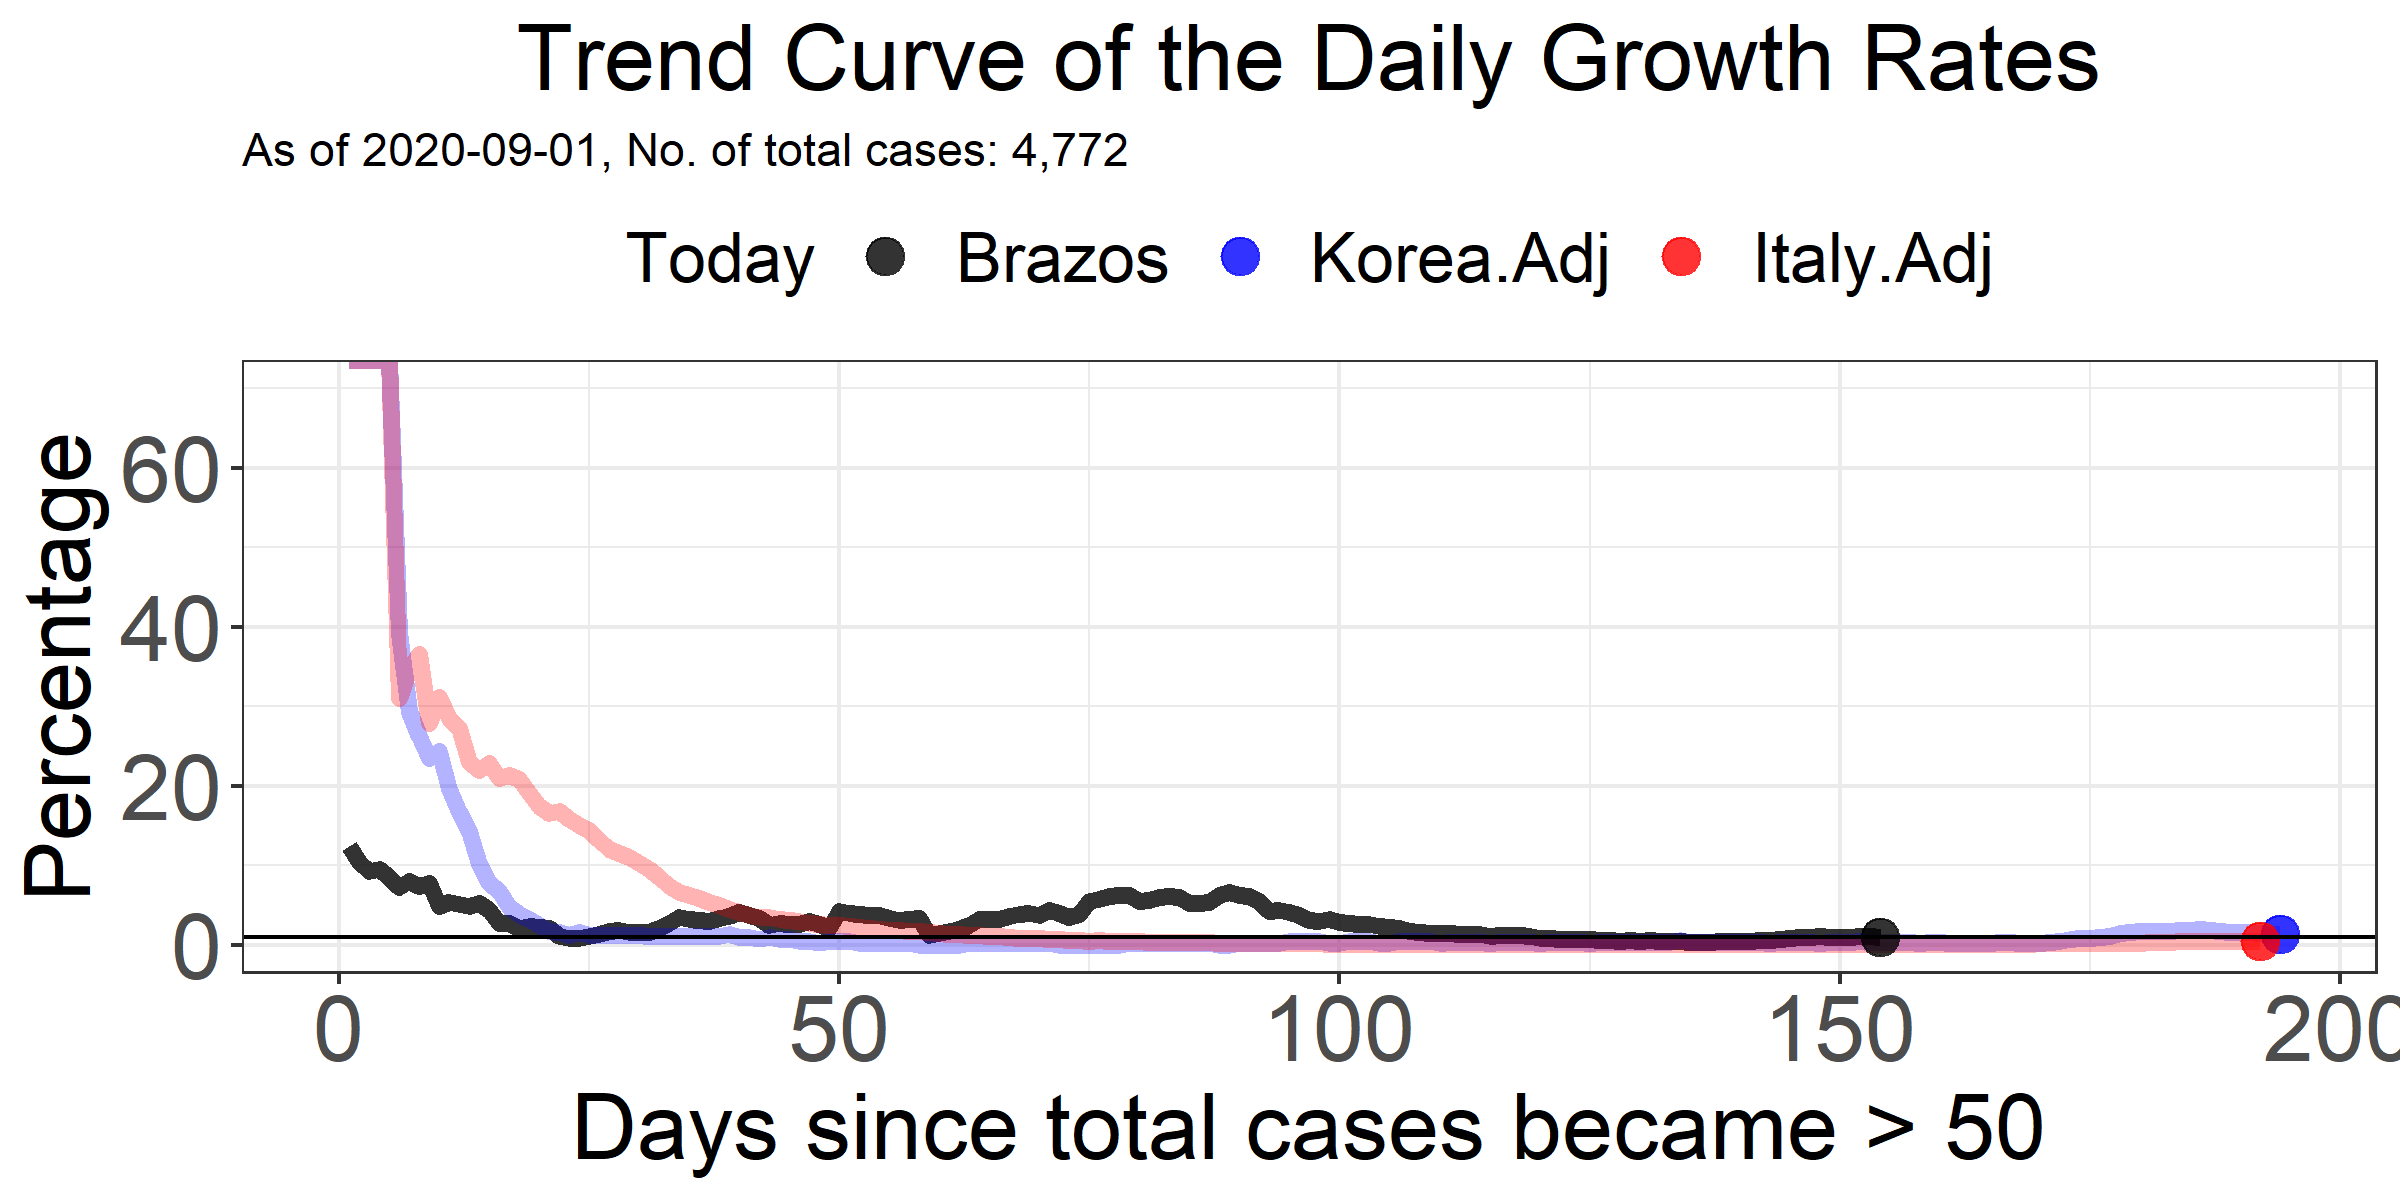 Trend Curve of the Daily Growth Rates
As of 2020-09-01, No. of total cases: 4,772
Today Brazos Korea.Adj Italy.Adj
Percentage
60
40
20
0
0 50 100 150 200
Days since total cases became > 50